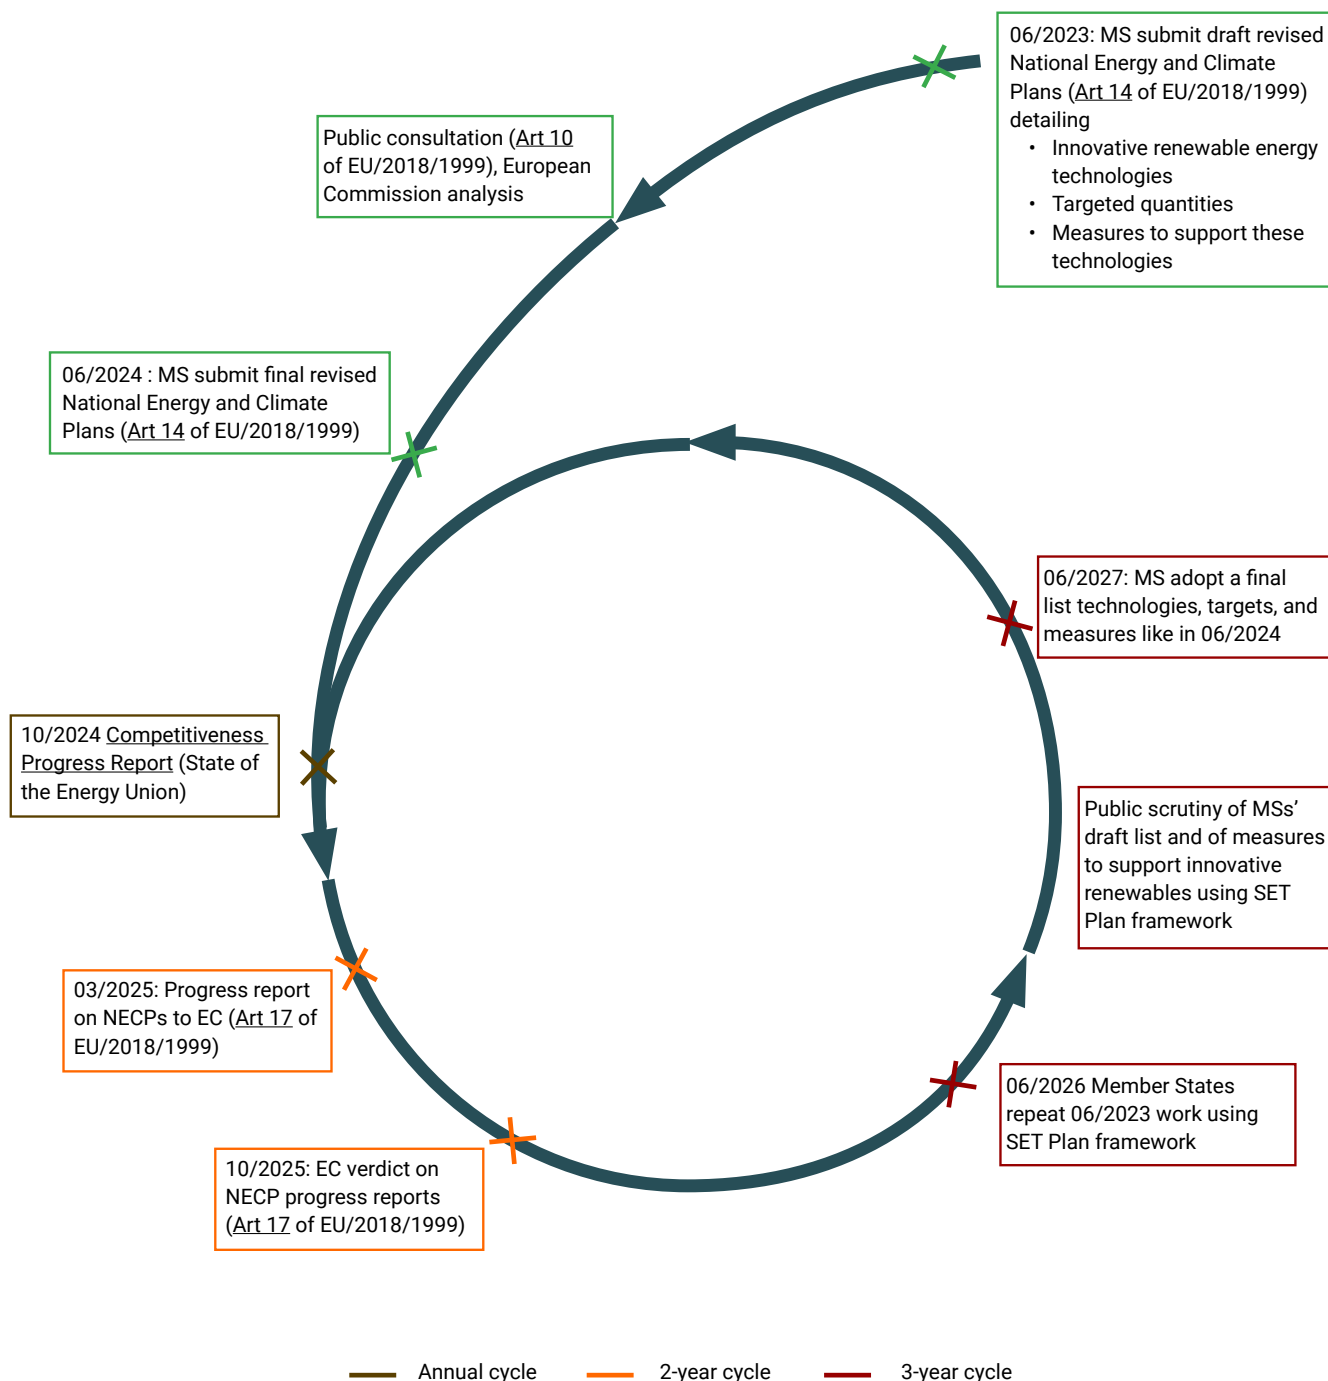 06/2023: MS submit draft revised
National Energy and Climate
Plans (Art 14 of EU/2018/1999)
detailing
• Innovative renewable energy
technologies
• Targeted quantities
• Measures to support these
technologies
Public consultation (Art 10
of EU/2018/1999), European
Commission analysis
06/2024 : MS submit final revised
National Energy and Climate
Plans (Art 14 of EU/2018/1999)
10/2024 Competitiveness
Progress Report (State of
the Energy Union)
03/2025: Progress report
on NECPs to EC (Art 17 of
EU/2018/1999)
10/2025: EC verdict on
NECP progress reports
(Art 17 of EU/2018/1999)
06/2026 Member States
repeat 06/2023 work using
SET Plan framework
Public scrutiny of MSs’
draft list and of measures
to support innovative
renewables using SET
Plan framework
06/2027: MS adopt a final
list technologies, targets, and
measures like in 06/2024
Annual cycle
2-year cycle
3-year cycle